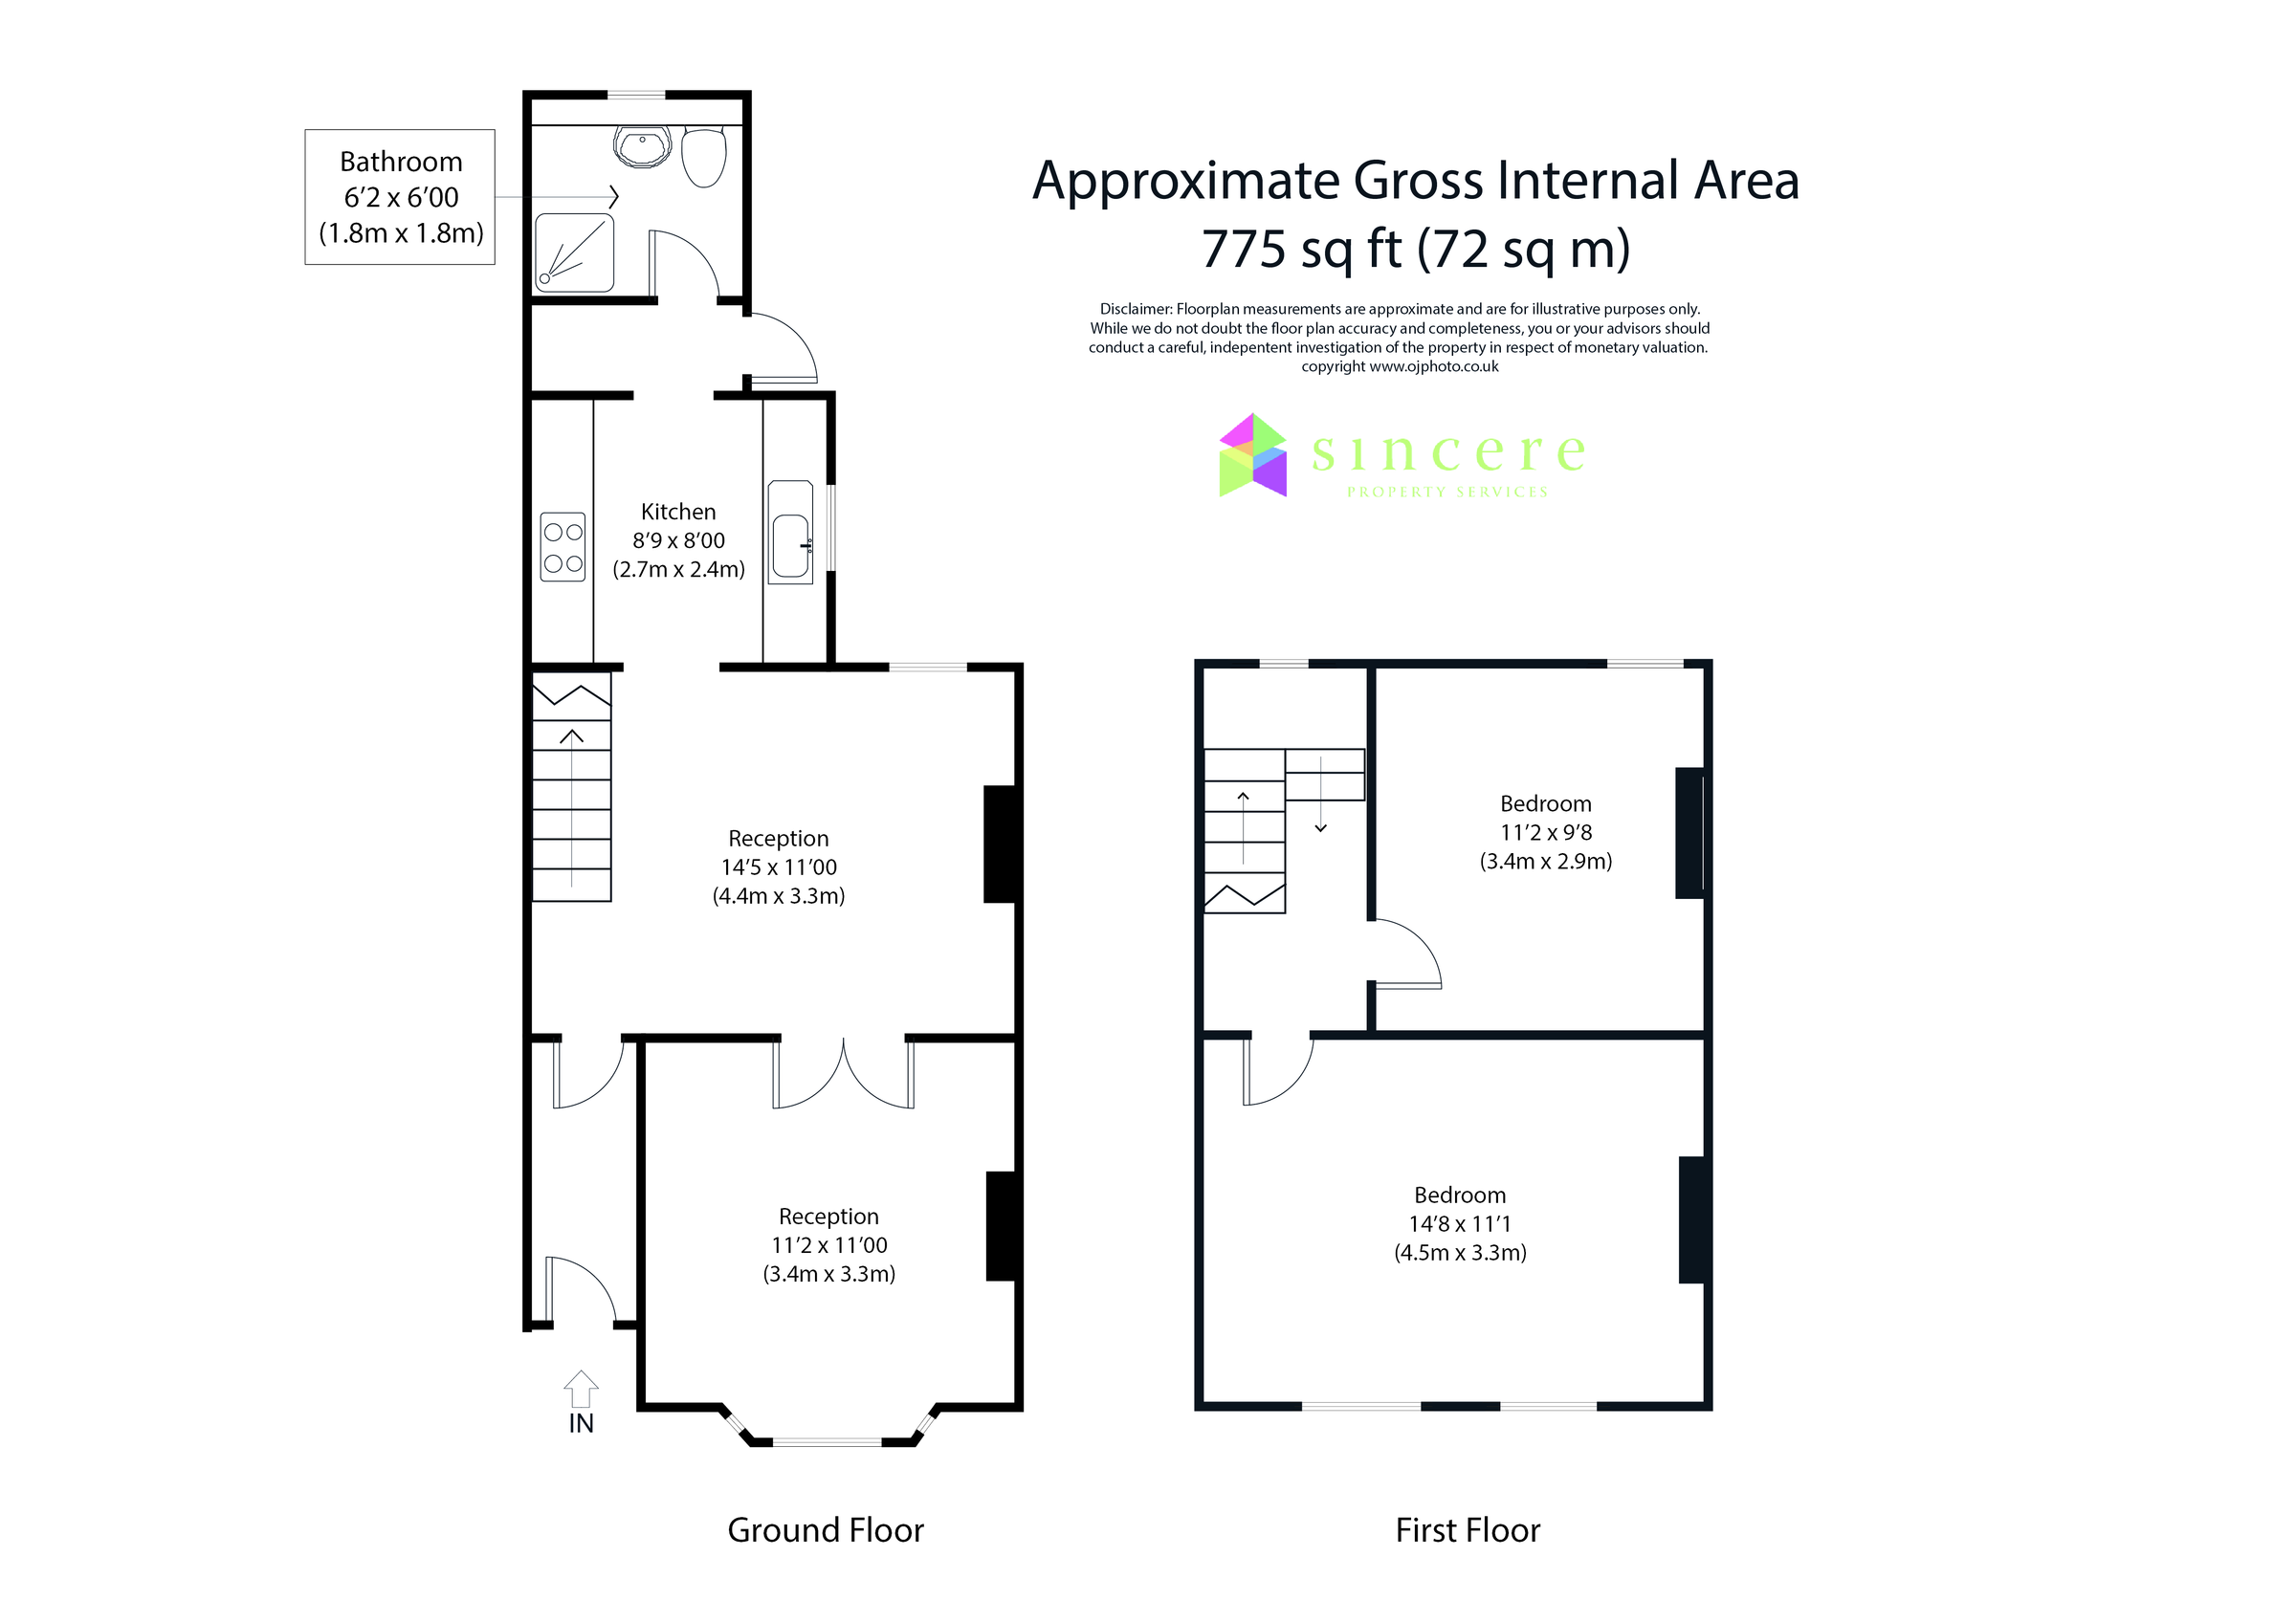 Bathroom
6’2 x 6’00
(1.8m x 1.8m)
Approximate Gross Internal Area
775 sq ft (72 sq m)
Disclaimer: Floorplan measurements are approximate and are for illustrative purposes only.
While we do not doubt the floor plan accuracy and completeness, you or your advisors should
conduct a careful, indepentent investigation of the property in respect of monetary valuation.
copyright www.ojphoto.co.uk
sincere
PROPERTY SERVICES
Kitchen
8’9 x 8’00
(2.7m x 2.4m)
Reception
14’5 x 11’00
(4.4m x 3.3m)
Bedroom
11’2 x 9’8
(3.4m x 2.9m)
Reception
11’2 x 11’00
(3.4m x 3.3m)
Bedroom
14’8 x 11’1
(4.5m x 3.3m)
IN
Ground Floor
First Floor